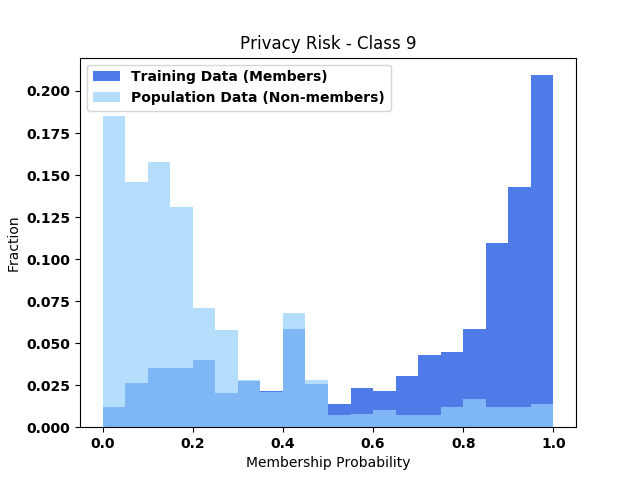 Privacy Risk - Class 9
Training Data (Members)
Population Data (Non-members)
Fraction
0.200
0.175
0.150
0.125
0.100
0.075
0.050
0.025
0.000
0.0 0.2 0.4 0.6 0.8 1.0
Membership Probability